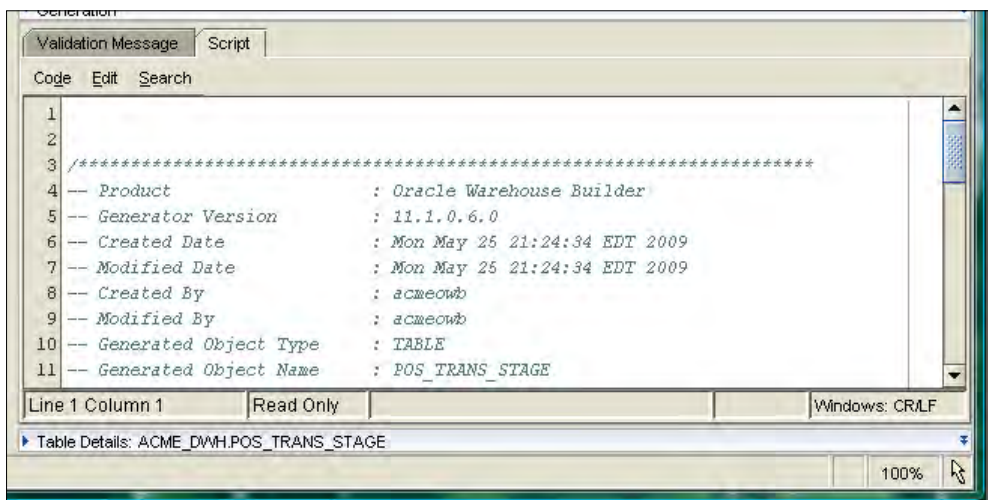 Generation
Validation Message Script
Code Edit Search
1
2
3 /**********************************************************************
4 -- Product : Oracle Warehouse Builder
5 -- Generator Version : 11.1.0.6.0
6 -- Created Date : Mon May 25 21:24:34 EDT 2009
7 -- Modified Date : Mon May 25 21:24:34 EDT 2009
8 -- Created By : acmeowb
9 -- Modified By : acmeowb
10 -- Generated Object Type : TABLE
11 -- Generated Object Name : POS_TRANS_STAGE
Line 1 Column 1 Read Only Windows: CR/LF
Table Details: ACME_DWH.POS_TRANS_STAGE
100%